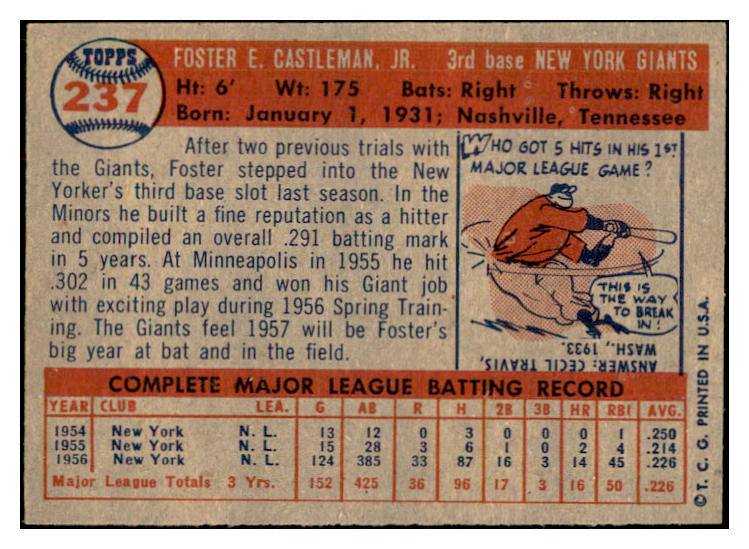 TOPPS
237
FOSTER E. CASTLEMAN, JR. 3rd base NEW YORK GIANTS
Ht: 6' Wt: 175 Bats: Right Throws: Right
Born: January 1, 1931; Nashville, Tennessee
After two previous trials with
the Giants, Foster stepped into the New
Yorker's third base slot last season. In the
Minors he built a fine reputation as a hitter
and compiled an overall .291 batting mark
in 5 years. At Minneapolis in 1955 he hit
.302 in 43 games and won his Giant job
with exciting play during 1956 Spring Train-
ing. The Giants feel 1957 will be Foster's
big year at bat and in the field.
WHO GOT 5 HITS IN HIS 1ST
MAJOR LEAGUE GAME?
THIS IS
THE WAY
TO BREAK
IN!
ANSWER: CECIL TRAVIS,
WASH., 1933.
COMPLETE MAJOR LEAGUE BATTING RECORD
YEAR CLUB LEA. G AB R H 2B 3B HR RBI AVG.
1954 New York N. L. 13 12 0 3 0 0 0 1 .250
1955 New York N. L. 15 28 3 6 1 0 2 4 .214
1956 New York N. L. 124 385 33 87 16 3 14 45 .226
Major League Totals 3 Yrs. 152 425 36 96 17 3 16 50 .226
©T. C. G. PRINTED IN U.S.A.